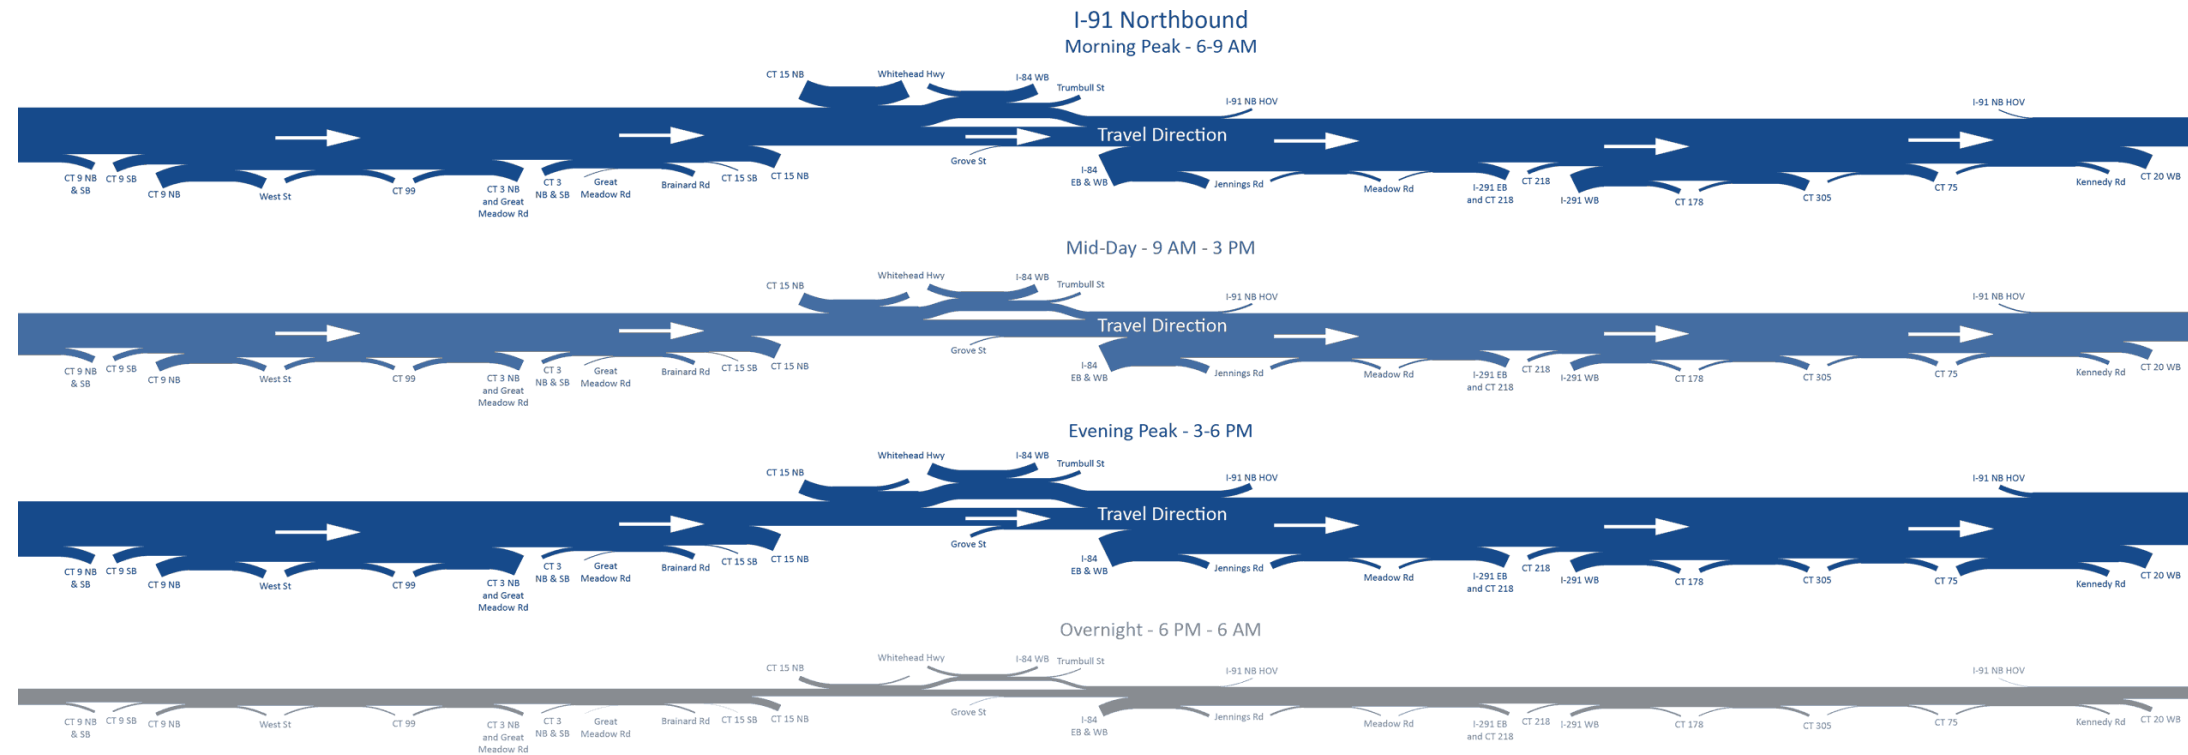 I-91 Northbound
Morning Peak - 6-9 AM
CT 15 NB
Whitehead Hwy
I-84 WB
Trumbull St
I-91 NB HOV
I-91 NB HOV
Travel Direction
Grove St
CT 9 NB
& SB
CT 9 SB
CT 9 NB
West St
CT 99
CT 3 NB
and Great
Meadow Rd
CT 3
NB & SB
Great
Meadow Rd
Brainard Rd
CT 15 SB
CT 15 NB
I-84
EB & WB
Jennings Rd
Meadow Rd
I-291 EB
and CT 218
CT 218
I-291 WB
CT 178
CT 305
CT 75
Kennedy Rd
CT 20 WB
Mid-Day - 9 AM - 3 PM
CT 15 NB
Whitehead Hwy
I-84 WB
Trumbull St
I-91 NB HOV
I-91 NB HOV
Travel Direction
Grove St
CT 9 NB
& SB
CT 9 SB
CT 9 NB
West St
CT 99
CT 3 NB
and Great
Meadow Rd
CT 3
NB & SB
Great
Meadow Rd
Brainard Rd
CT 15 SB
CT 15 NB
I-84
EB & WB
Jennings Rd
Meadow Rd
I-291 EB
and CT 218
CT 218
I-291 WB
CT 178
CT 305
CT 75
Kennedy Rd
CT 20 WB
Evening Peak - 3-6 PM
CT 15 NB
Whitehead Hwy
I-84 WB
Trumbull St
I-91 NB HOV
I-91 NB HOV
Travel Direction
Grove St
CT 9 NB
& SB
CT 9 SB
CT 9 NB
West St
CT 99
CT 3 NB
and Great
Meadow Rd
CT 3
NB & SB
Great
Meadow Rd
Brainard Rd
CT 15 SB
CT 15 NB
I-84
EB & WB
Jennings Rd
Meadow Rd
I-291 EB
and CT 218
CT 218
I-291 WB
CT 178
CT 305
CT 75
Kennedy Rd
CT 20 WB
Overnight - 6 PM - 6 AM
CT 15 NB
Whitehead Hwy
I-84 WB
Trumbull St
I-91 NB HOV
I-91 NB HOV
Grove St
CT 9 NB
& SB
CT 9 SB
CT 9 NB
West St
CT 99
CT 3 NB
and Great
Meadow Rd
CT 3
NB & SB
Great
Meadow Rd
Brainard Rd
CT 15 SB
CT 15 NB
I-84
EB & WB
Jennings Rd
Meadow Rd
I-291 EB
and CT 218
CT 218
I-291 WB
CT 178
CT 305
CT 75
Kennedy Rd
CT 20 WB